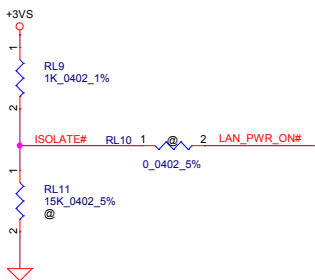 +3VS
1
RL9
1K_0402_1%
2
ISOLATE#
RL10
1
@
2
LAN_PWR_ON#
0_0402_5%
1
RL11
15K_0402_5%
@
2